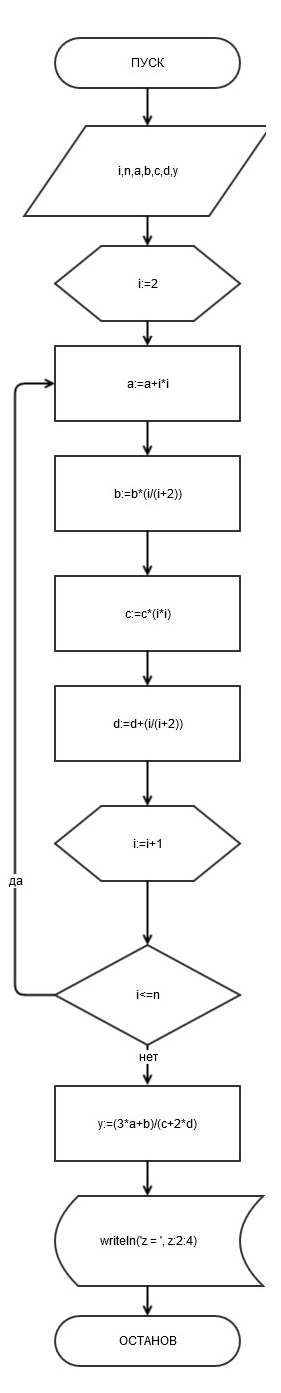 ПУСК
i,n,a,b,c,d,y
i:=2
a:=a+i*i
b:=b*(i/(i+2))
c:=c*(i*i)
d:=d+(i/(i+2))
i:=i+1
да
i<=n
нет
y:=(3*a+b)/(c+2*d)
writeln('z = ', z:2:4)
ОСТАНОВ